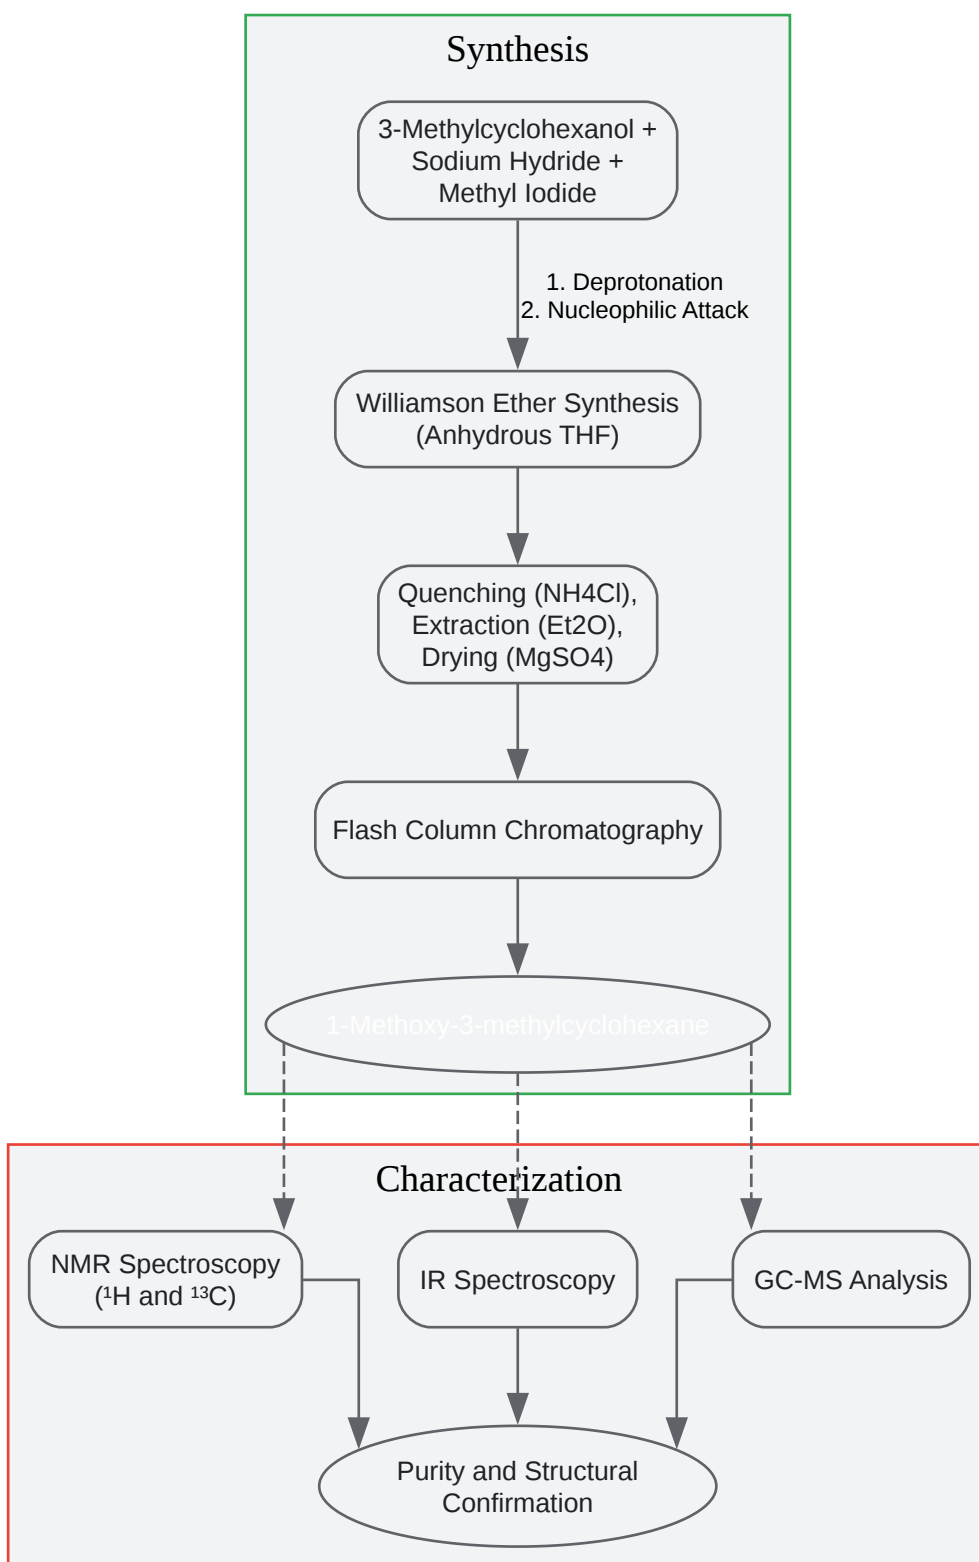 Synthesis
3-Methylcyclohexanol +
Sodium Hydride +
Methyl Iodide
1. Deprotonation
2. Nucleophilic Attack
Williamson Ether Synthesis
(Anhydrous THF)
Quenching (NH4Cl),
Extraction (Et2O),
Drying (MgSO4)
Flash Column Chromatography
1-Methoxy-3-methylcyclohexane
Characterization
NMR Spectroscopy
(¹H and ¹³C)
IR Spectroscopy
GC-MS Analysis
Purity and Structural
Confirmation